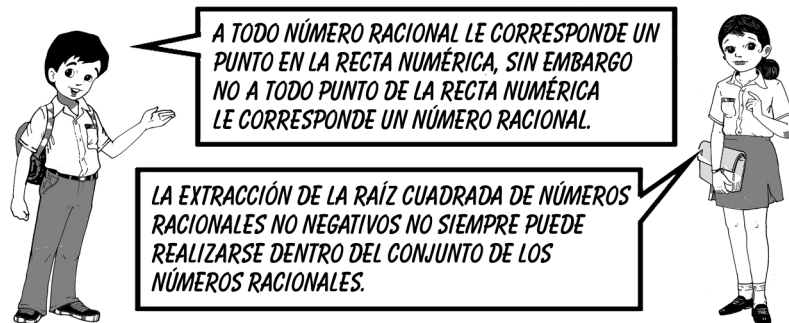 A TODO NÚMERO RACIONAL LE CORRESPONDE UN
PUNTO EN LA RECTA NUMÉRICA, SIN EMBARGO
NO A TODO PUNTO DE LA RECTA NUMÉRICA
LE CORRESPONDE UN NÚMERO RACIONAL.
LA EXTRACCIÓN DE LA RAÍZ CUADRADA DE NÚMEROS
RACIONALES NO NEGATIVOS NO SIEMPRE PUEDE
REALIZARSE DENTRO DEL CONJUNTO DE LOS
NÚMEROS RACIONALES.